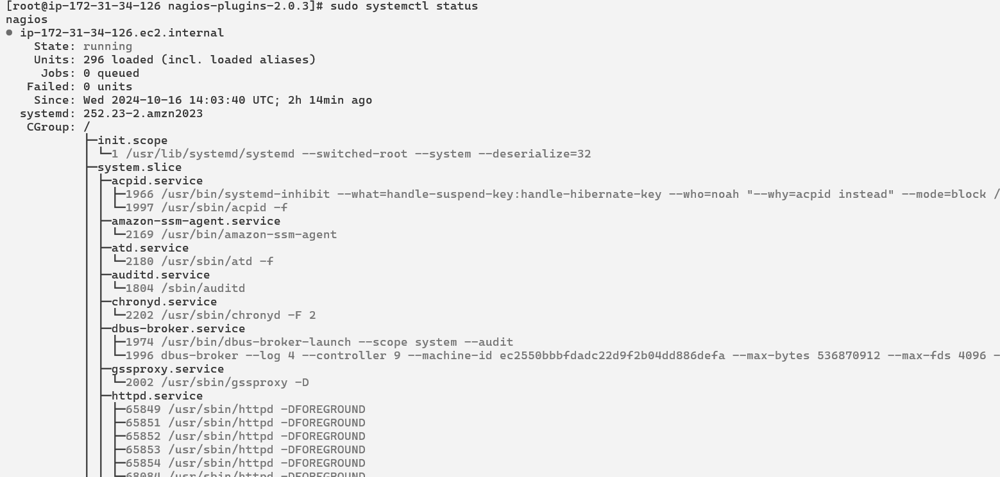 [root@ip-172-31-34-126 nagios-plugins-2.0.3]# sudo systemctl status
nagios
● ip-172-31-34-126.ec2.internal
    State: running
    Units: 296 loaded (incl. loaded aliases)
     Jobs: 0 queued
   Failed: 0 units
    Since: Wed 2024-10-16 14:03:40 UTC; 2h 14min ago
  systemd: 252.23-2.amzn2023
   CGroup: /
           ├─init.scope
           │ └─1 /usr/lib/systemd/systemd --switched-root --system --deserialize=32
           ├─system.slice
           │ ├─acpid.service
           │ │ ├─1966 /usr/bin/systemd-inhibit --what=handle-suspend-key:handle-hibernate-key --who=noah "--why=acpid instead" --mode=block /
           │ │ └─1997 /usr/sbin/acpid -f
           │ ├─amazon-ssm-agent.service
           │ │ └─2169 /usr/bin/amazon-ssm-agent
           │ ├─atd.service
           │ │ └─2180 /usr/sbin/atd -f
           │ ├─auditd.service
           │ │ └─1804 /sbin/auditd
           │ ├─chronyd.service
           │ │ └─2202 /usr/sbin/chronyd -F 2
           │ ├─dbus-broker.service
           │ │ ├─1974 /usr/bin/dbus-broker-launch --scope system --audit
           │ │ └─1996 dbus-broker --log 4 --controller 9 --machine-id ec2550bbbfdadc22d9f2b04dd886defa --max-bytes 536870912 --max-fds 4096 -
           │ ├─gssproxy.service
           │ │ └─2002 /usr/sbin/gssproxy -D
           │ ├─httpd.service
           │ │ ├─65849 /usr/sbin/httpd -DFOREGROUND
           │ │ ├─65851 /usr/sbin/httpd -DFOREGROUND
           │ │ ├─65852 /usr/sbin/httpd -DFOREGROUND
           │ │ ├─65853 /usr/sbin/httpd -DFOREGROUND
           │ │ ├─65854 /usr/sbin/httpd -DFOREGROUND
           │ │ └─68084 /usr/sbin/httpd -DFOREGROUND